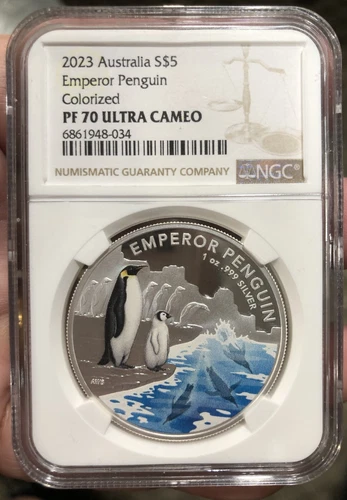 2023 Australia S$5
Emperor Penguin
Colorized
PF 70 ULTRA CAMEO
6861948-034
NUMISMATIC GUARANTY COMPANY
NGC®
EMPEROR PENGUIN
1 oz .999 SILVER